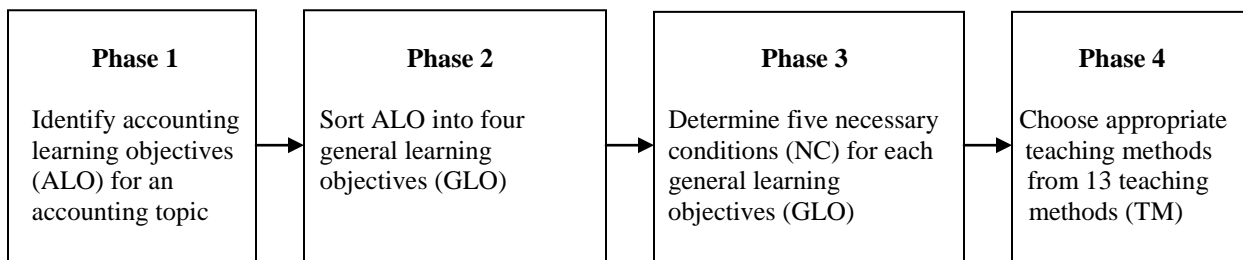 Phase 1
Identify accounting
learning objectives
(ALO) for an
accounting topic
Phase 2
Sort ALO into four
general learning
objectives (GLO)
Phase 3
Determine five necessary
conditions (NC) for each
general learning
objectives (GLO)
Phase 4
Choose appropriate
teaching methods
from 13 teaching
methods (TM)